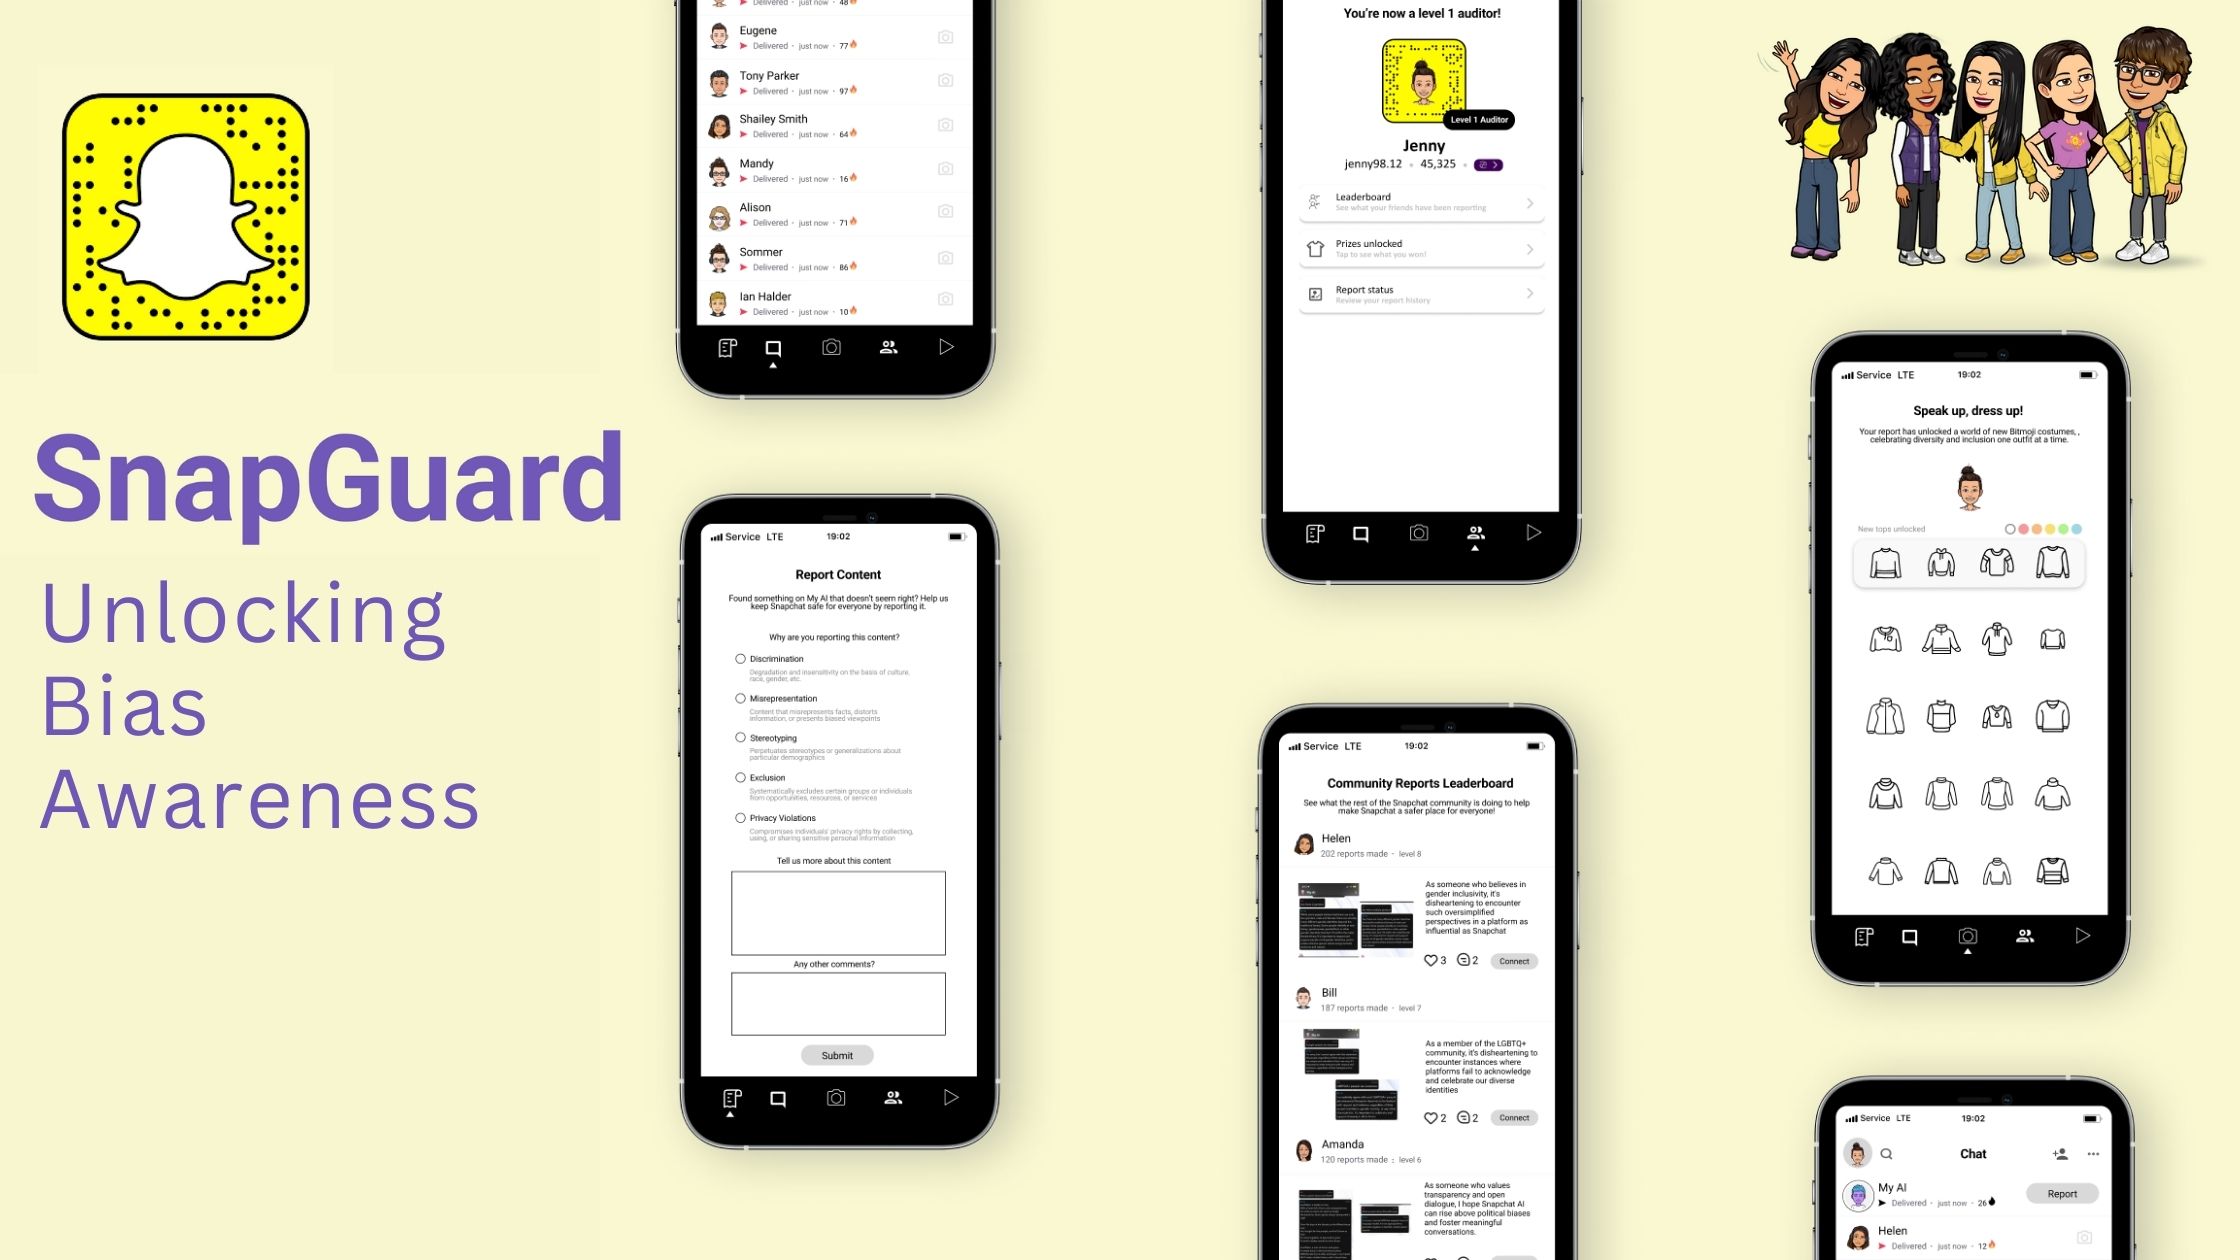 SnapGuard
Unlocking
Bias
Awareness
Eugene
Delivered · just now · 77
Tony Parker
Delivered · just now · 97
Shailey Smith
Delivered · just now · 64
Mandy
Delivered · just now · 16
Alison
Delivered · just now · 71
Sommer
Delivered · just now · 86
Ian Halder
Delivered · just now · 10
Service LTE
19:02
Report Content
Found something on My AI that doesn't seem right? Help us
keep Snapchat safe for everyone by reporting it.
Why are you reporting this content?
Discrimination
Degradation and insensitivity on the basis of culture,
race, gender, etc.
Misrepresentation
Content that misrepresents facts, distorts
information, or presents biased viewpoints
Stereotyping
Perpetuates stereotypes or generalizations about
particular demographics
Exclusion
Systematically excludes certain groups or individuals
from opportunities, resources, or services
Privacy Violations
Compromises individuals' privacy rights by collecting,
using, or sharing sensitive personal information
Tell us more about this content
Any other comments?
Submit
You're now a level 1 auditor!
Level 1 Auditor
Jenny
jenny98.12 • 45,325 •
Leaderboard
See what your friends have been reporting
Prizes unlocked
Tap to see what you won!
Report status
Review your report history
Service LTE
19:02
Community Reports Leaderboard
See what the rest of the Snapchat community is doing to help
make Snapchat a safer place for everyone!
Helen
202 reports made · level 8
As someone who believes in
gender inclusivity, it's
disheartening to encounter
such oversimplified
perspectives in a platform as
influential as Snapchat
3
2
Connect
Bill
187 reports made · level 7
As a member of the LGBTQ+
community, it's disheartening to
encounter instances where
platforms fail to acknowledge
and celebrate our diverse
identities
2
2
Connect
Amanda
120 reports made : level 6
As someone who values
transparency and open
dialogue, I hope Snapchat AI
can rise above political biases
and foster meaningful
conversations.
Service LTE
19:02
Speak up, dress up!
Your report has unlocked a world of new Bitmoji costumes, ,
celebrating diversity and inclusion one outfit at a time.
New tops unlocked
Service LTE
19:02
Chat
My AI
Delivered · just now · 26
Report
Helen
Delivered · just now · 12